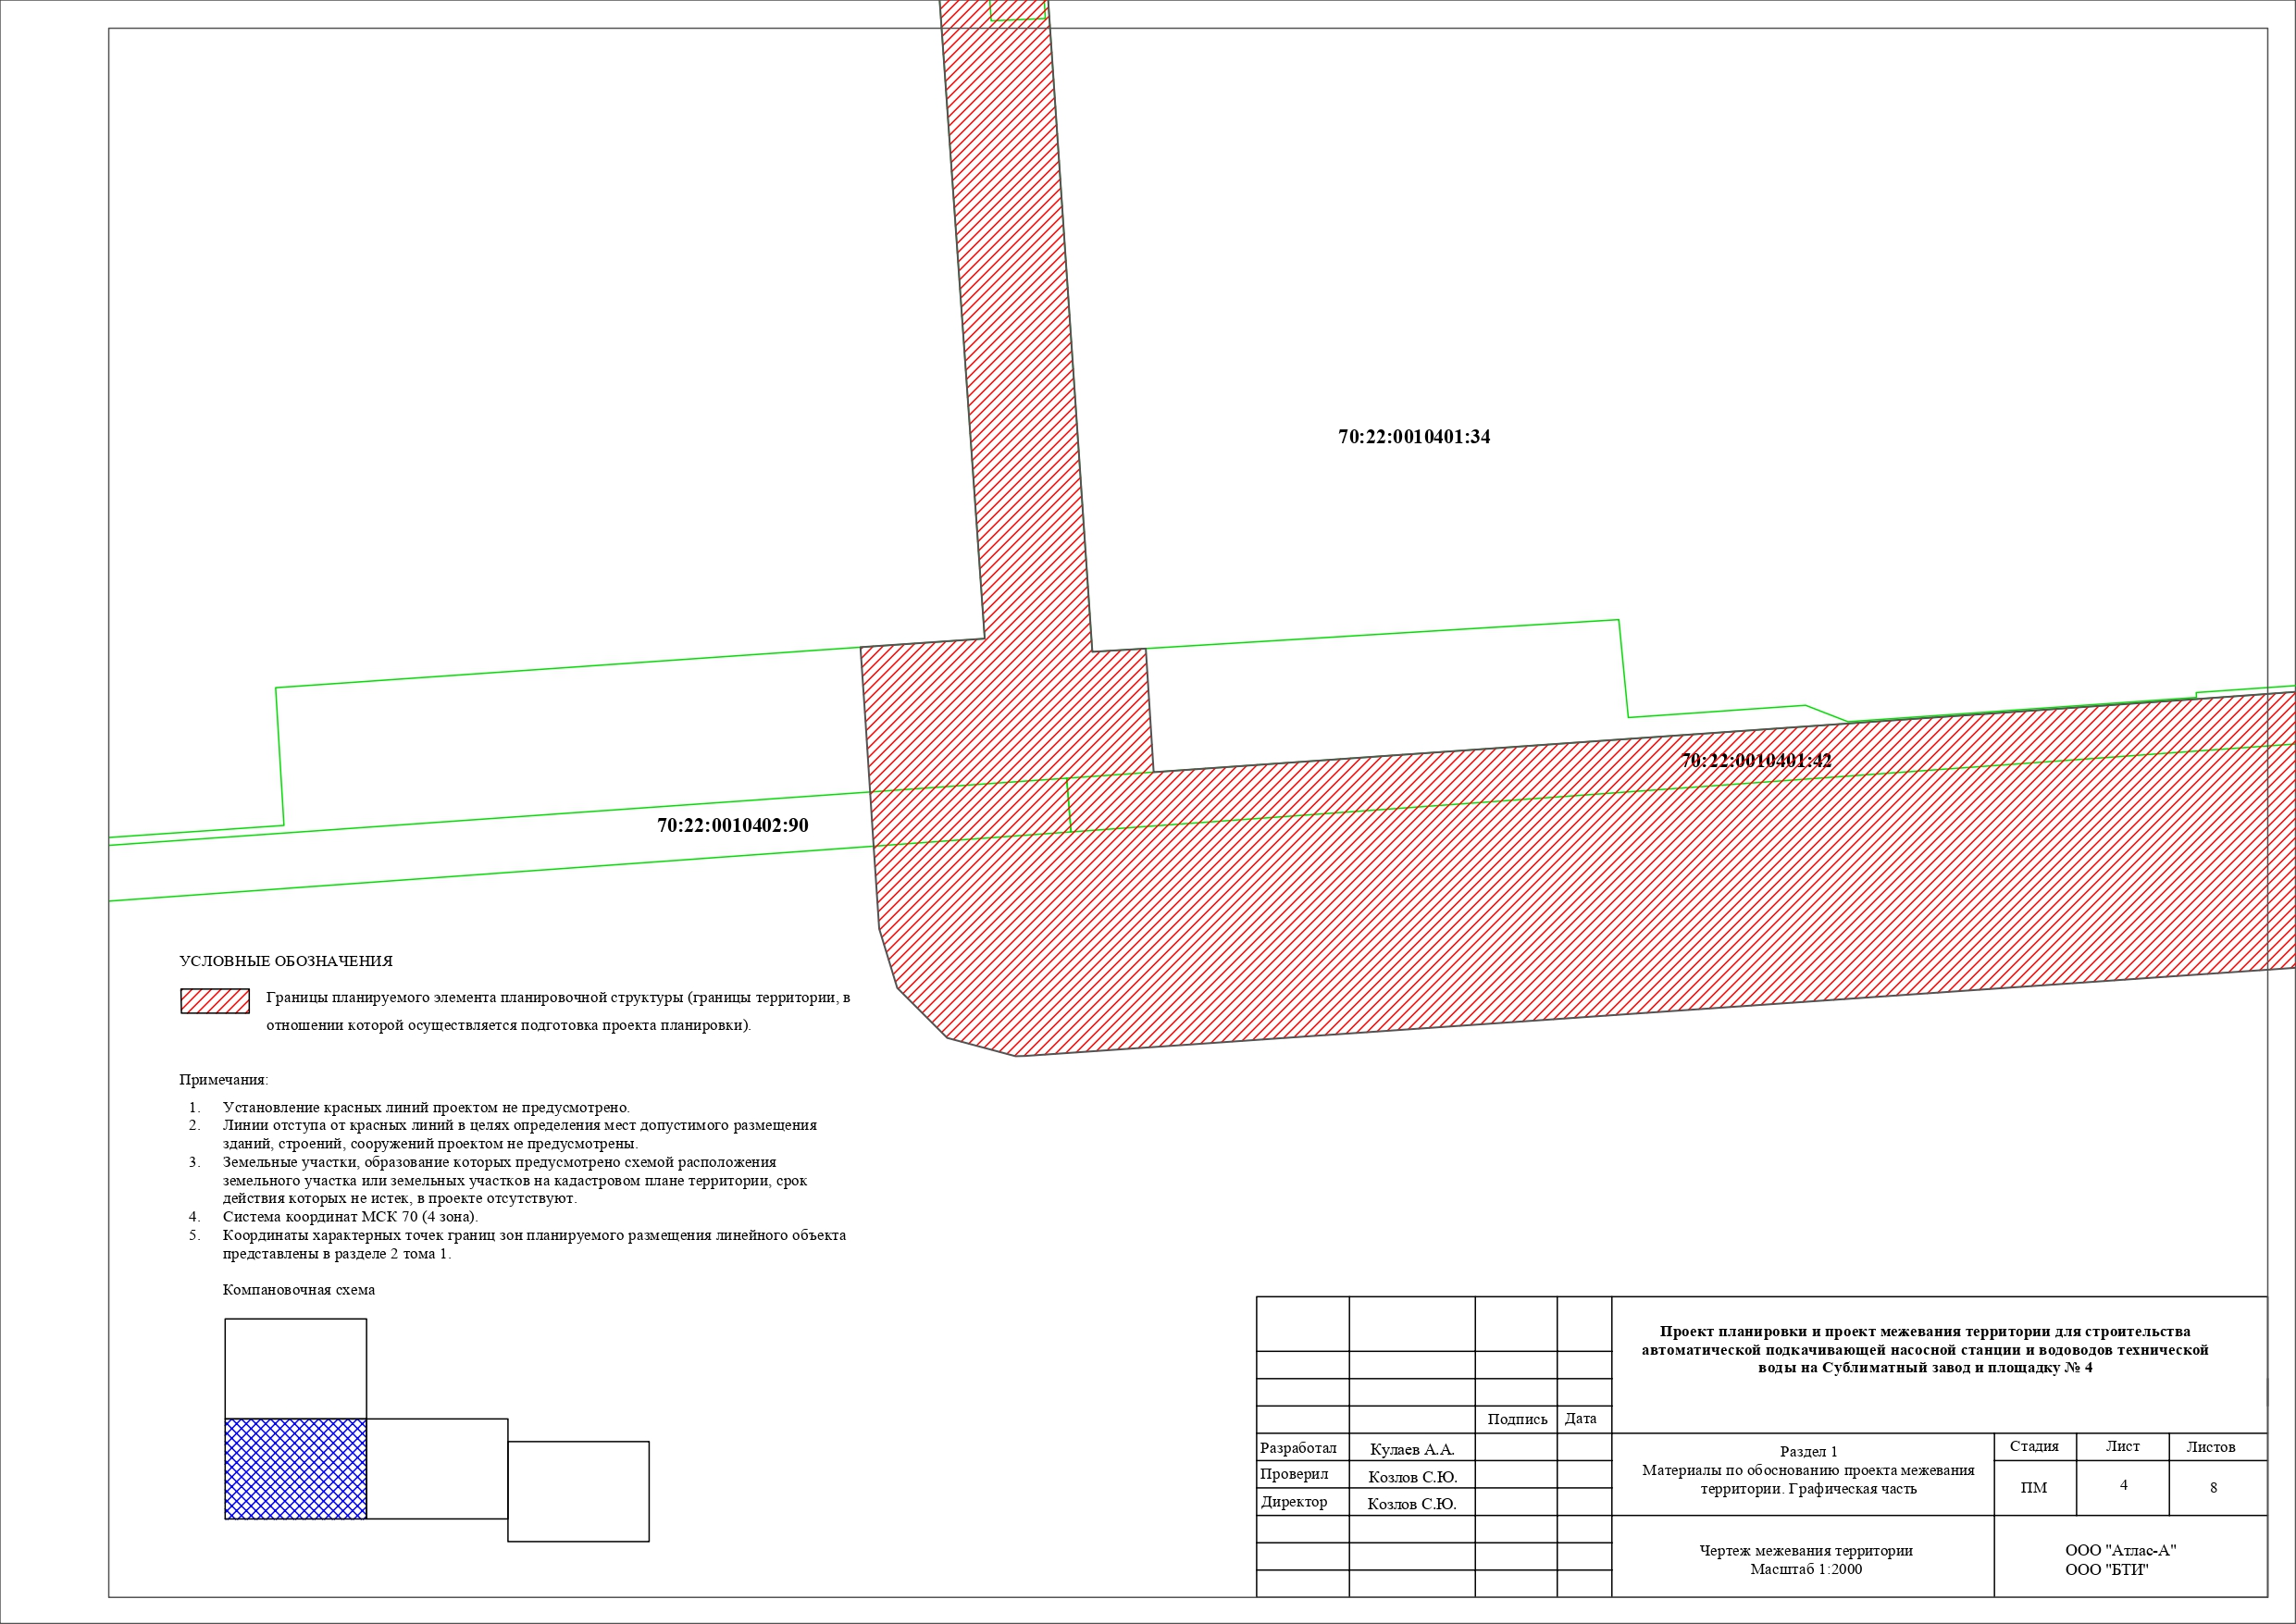 70:22:0010401:34
70:22:0010401:42
70:22:0010402:90
УСЛОВНЫЕ ОБОЗНАЧЕНИЯ
Границы планируемого элемента планировочной структуры (границы территории, в
отношении которой осуществляется подготовка проекта планировки).
Примечания:
1. Установление красных линий проектом не предусмотрено.
2. Линии отступа от красных линий в целях определения мест допустимого размещения
зданий, строений, сооружений проектом не предусмотрены.
3. Земельные участки, образование которых предусмотрено схемой расположения
земельного участка или земельных участков на кадастровом плане территории, срок
действия которых не истек, в проекте отсутствуют.
4. Система координат МСК 70 (4 зона).
5. Координаты характерных точек границ зон планируемого размещения линейного объекта
представлены в разделе 2 тома 1.
Компановочная схема
Проект планировки и проект межевания территории для строительства
автоматической подкачивающей насосной станции и водоводов технической
воды на Сублиматный завод и площадку № 4
Подпись Дата
Разработал Кулаев А.А.
Проверил Козлов С.Ю.
Директор Козлов С.Ю.
Раздел 1
Материалы по обоснованию проекта межевания
территории. Графическая часть
Стадия Лист Листов
ПМ 4 8
Чертеж межевания территории
Масштаб 1:2000
ООО "Атлас-А"
ООО "БТИ"